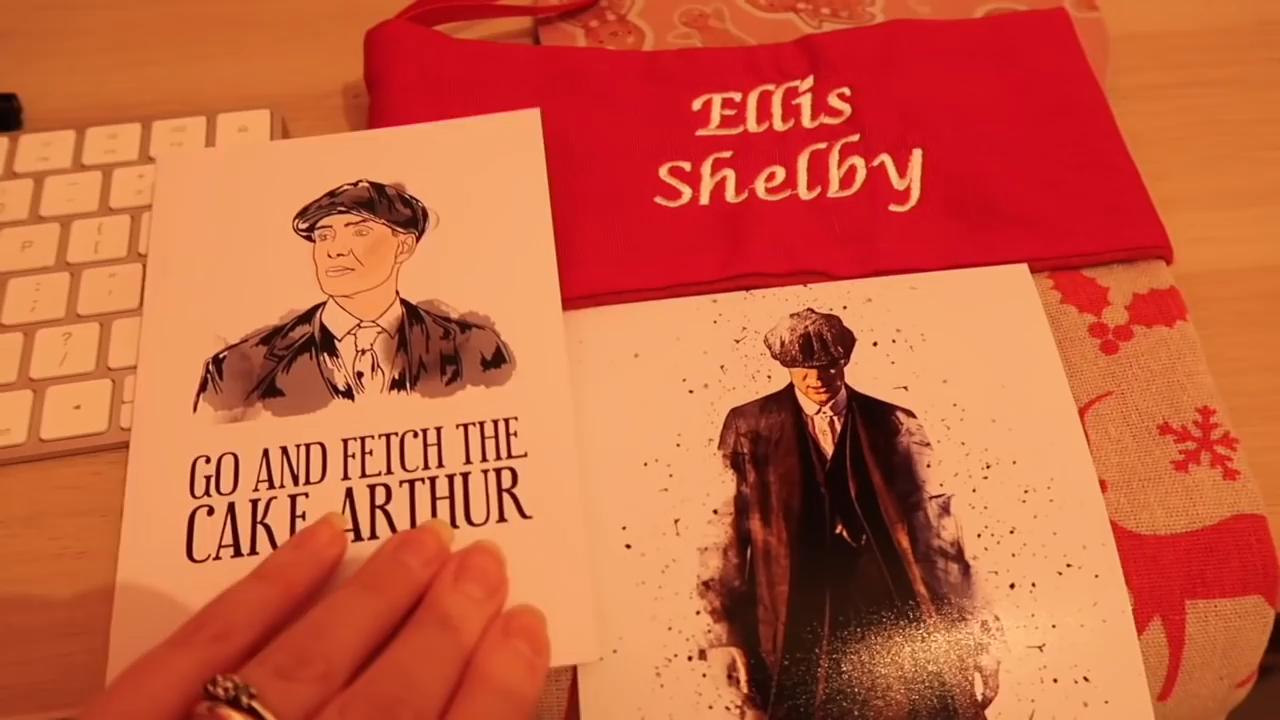 Ellis
Shelby
GO AND FETCH THE
CAKE ARTHUR
P
{
[
:
;
"
'
?
/